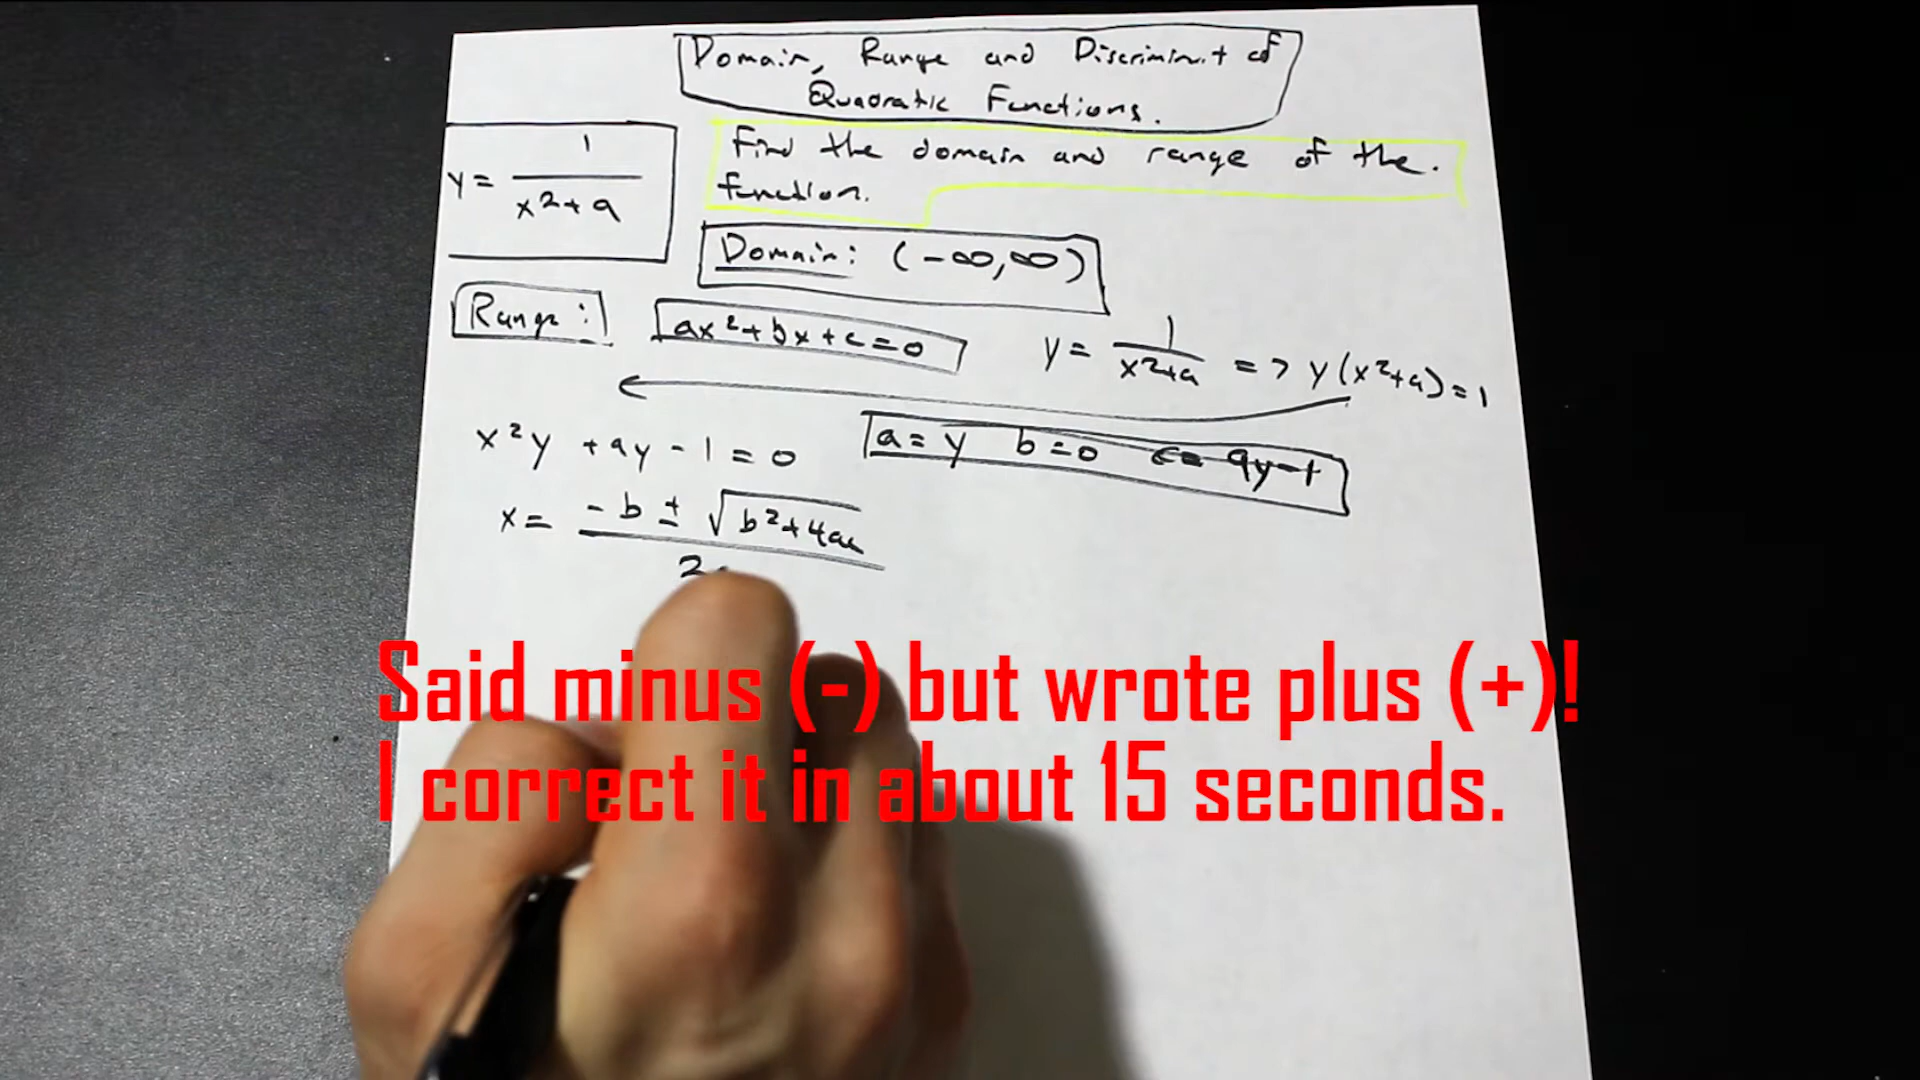 Domain, Range and Discriminant of
Quadratic Functions.
y = 1 / x²+9
Find the domain and range of the
function.
Domain: (-∞,∞)
Range:
ax²+bx+c=0
y = 1 / x²+9 => y(x²+9)=1
x²y +9y -1 =0
a=y b=0 c= 9y-1
x= -b ± √b²+4ac
2
Said minus (-) but wrote plus (+)!
I correct it in about 15 seconds.